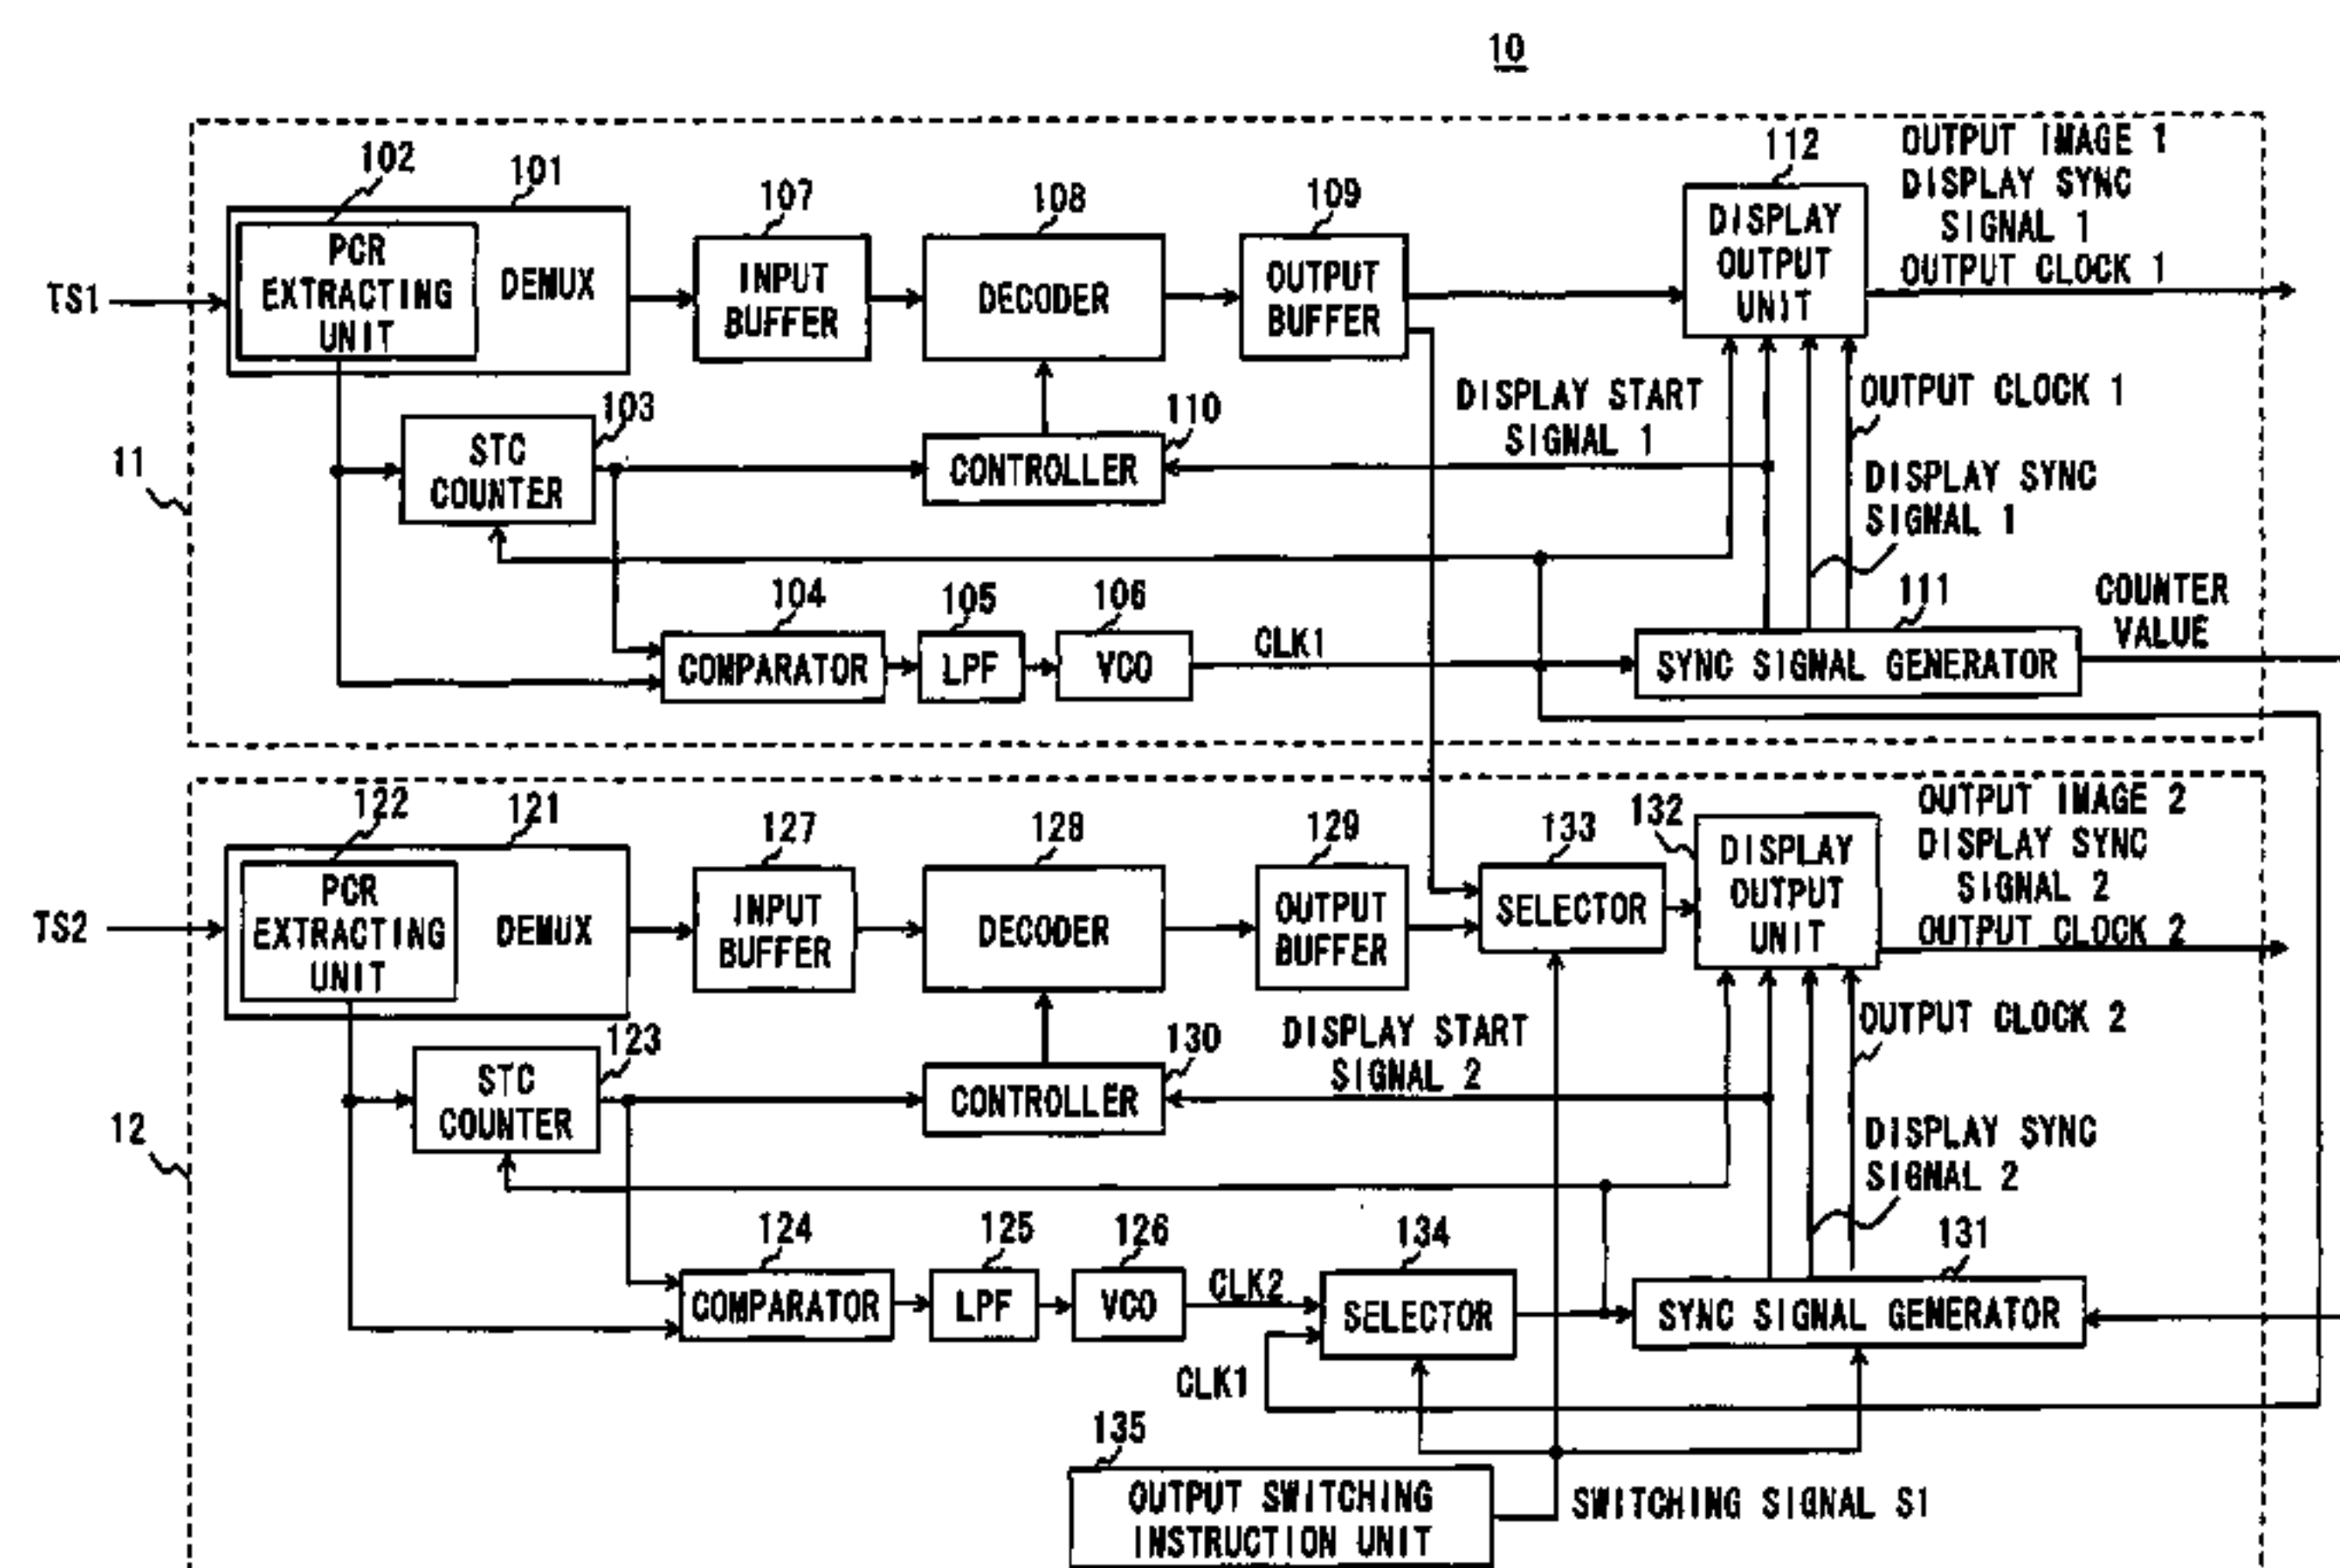 10
102
101
107
108
109
112
OUTPUT IMAGE 1
DISPLAY SYNC
SIGNAL 1
OUTPUT CLOCK 1
TS1
PCR
EXTRACTING
UNIT
DEMUX
INPUT
BUFFER
DECODER
OUTPUT
BUFFER
DISPLAY
OUTPUT
UNIT
11
103
STC
COUNTER
110
CONTROLLER
DISPLAY START
SIGNAL 1
OUTPUT CLOCK 1
DISPLAY SYNC
SIGNAL 1
104
COMPARATOR
105
LPF
106
VCO
CLK1
111
SYNC SIGNAL GENERATOR
COUNTER
VALUE
122
121
127
128
129
133
132
OUTPUT IMAGE 2
DISPLAY SYNC
SIGNAL 2
OUTPUT CLOCK 2
TS2
PCR
EXTRACTING
UNIT
DEMUX
INPUT
BUFFER
DECODER
OUTPUT
BUFFER
SELECTOR
DISPLAY
OUTPUT
UNIT
12
123
STC
COUNTER
130
CONTROLLER
DISPLAY START
SIGNAL 2
OUTPUT CLOCK 2
DISPLAY SYNC
SIGNAL 2
124
COMPARATOR
125
LPF
126
VCO
CLK2
134
SELECTOR
131
SYNC SIGNAL GENERATOR
CLK1
135
OUTPUT SWITCHING
INSTRUCTION UNIT
SWITCHING SIGNAL S1